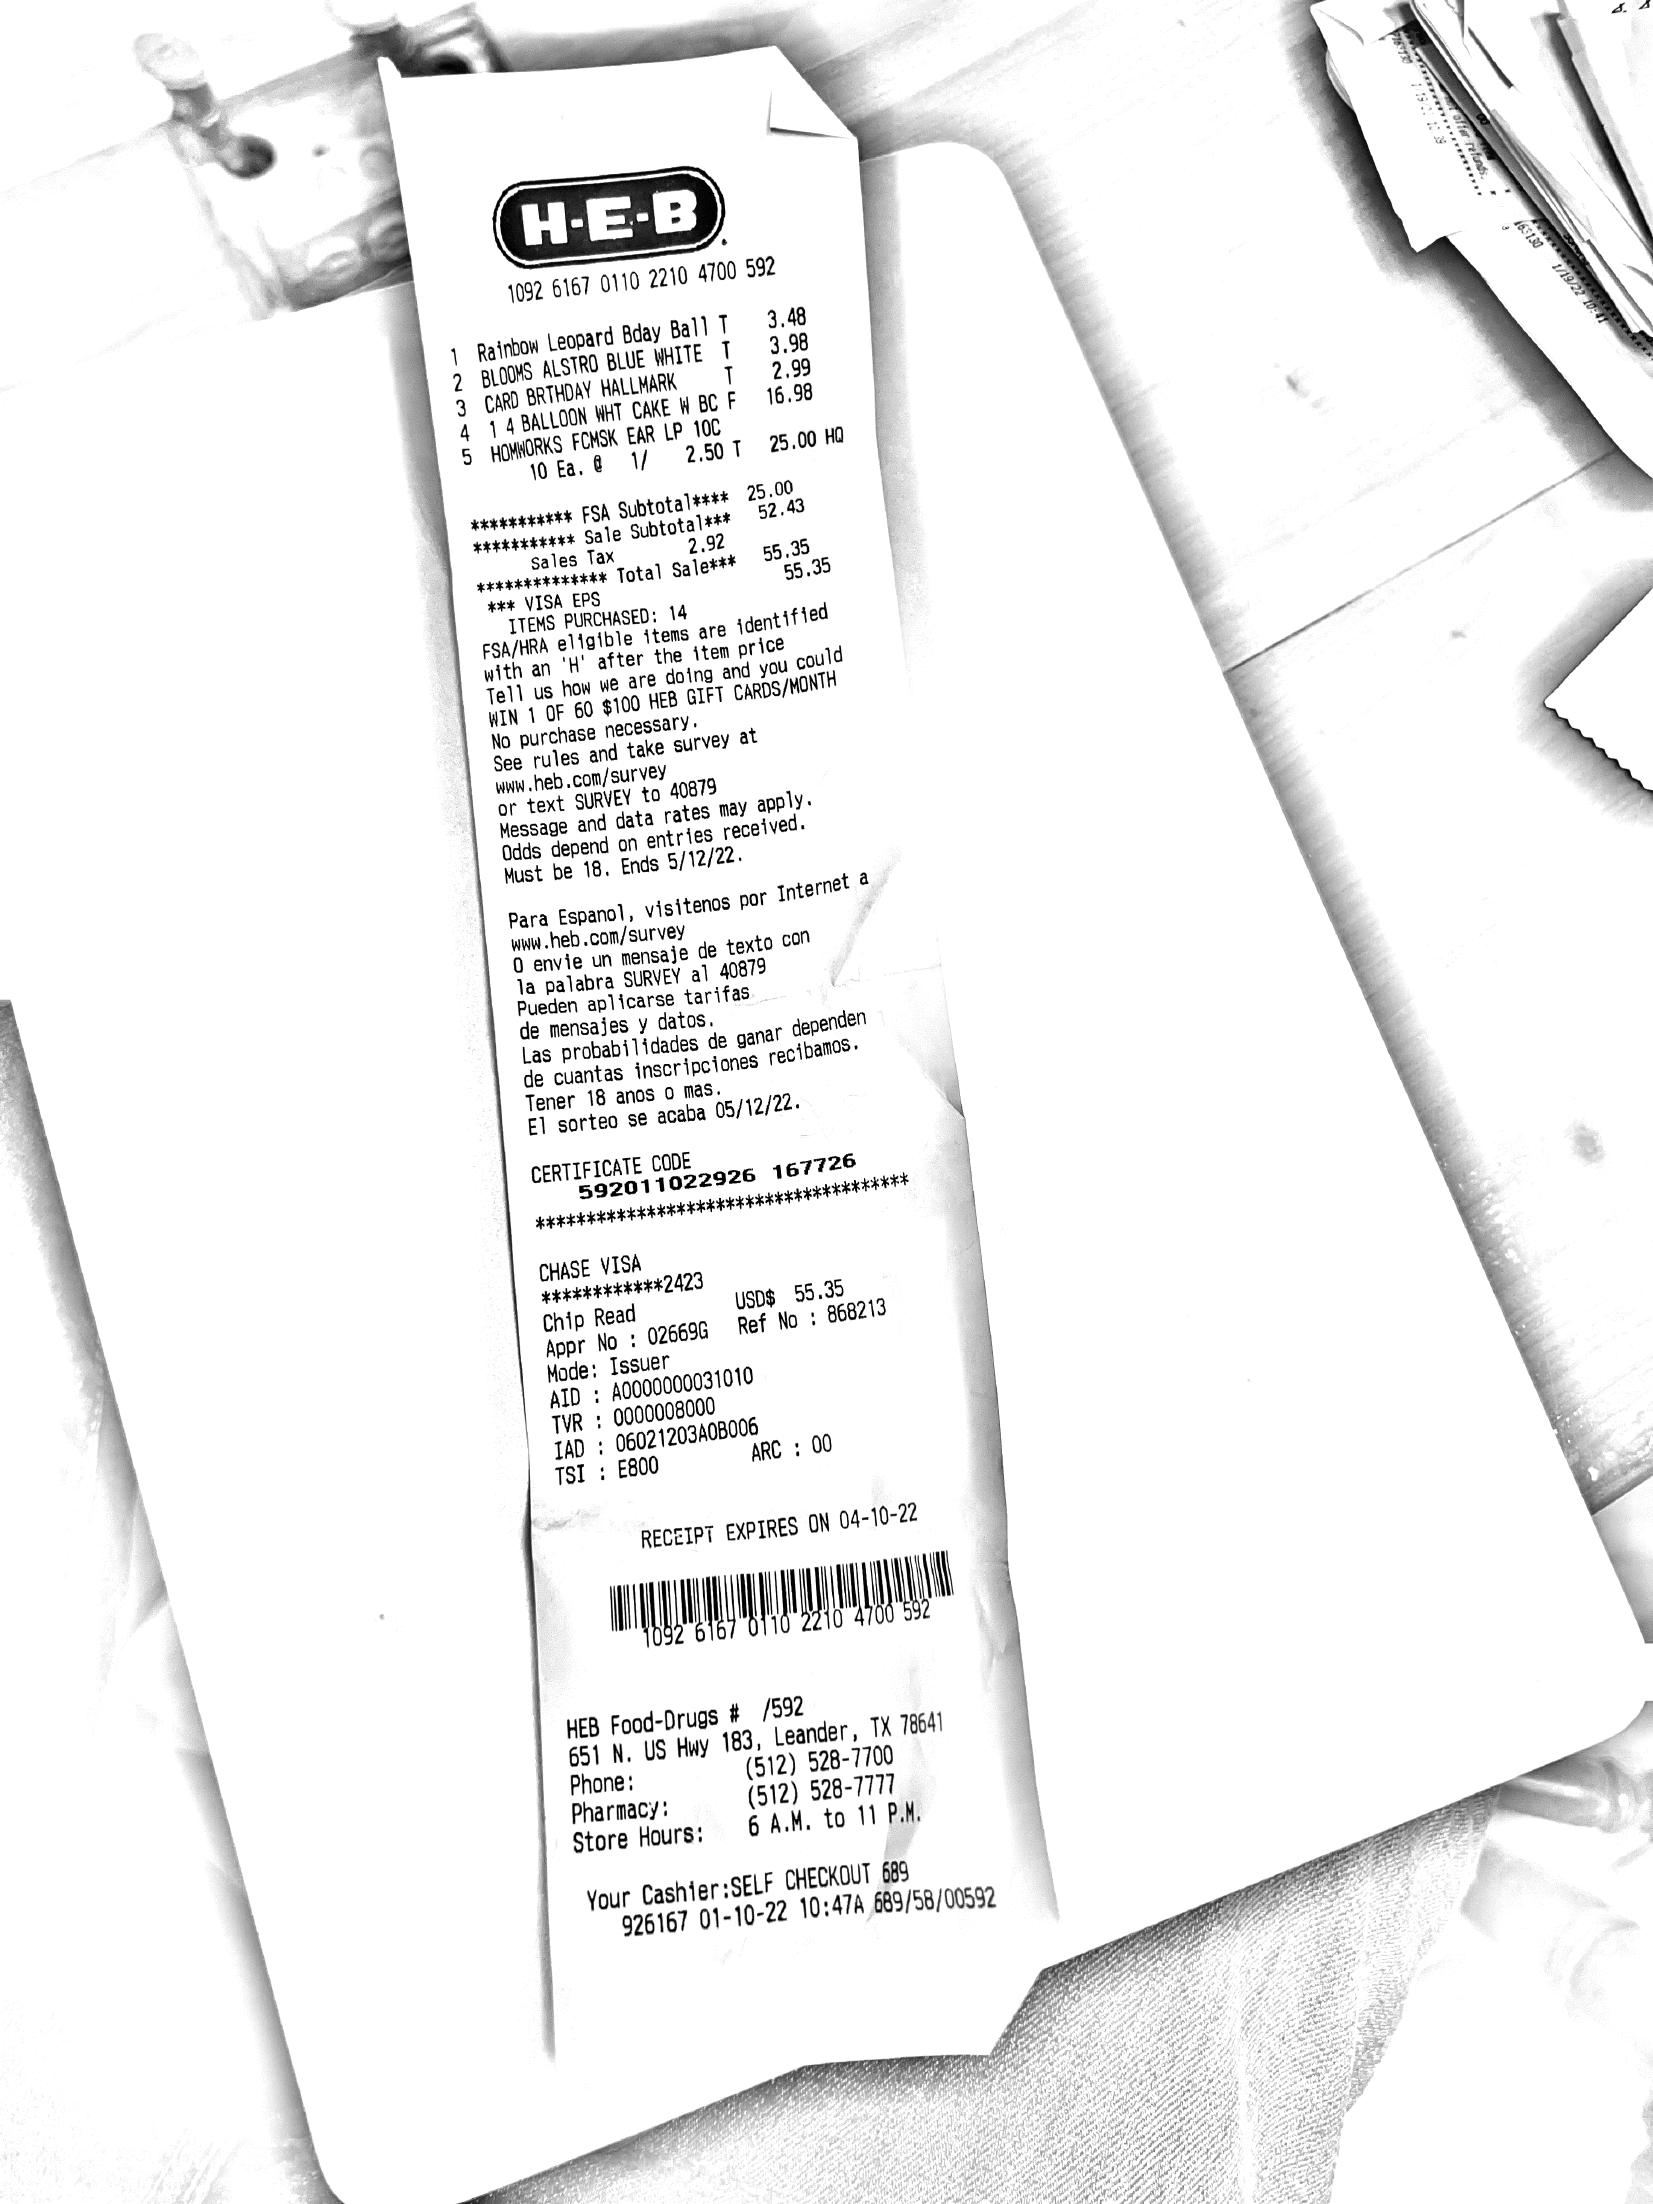 H-E-B
1092 6167 0110 2210 4700 592
1 Rainbow Leopard Bday Ball T 3.48
2 BLOOMS ALSTRO BLUE WHITE T 3.98
3 CARD BRTHDAY HALLMARK T 2.99
4 1 4 BALLOON WHT CAKE W BC F 16.98
5 HOMWORKS FCMSK EAR LP 10C
10 Ea. @ 1/ 2.50 T 25.00 HQ
*********** FSA Subtotal**** 25.00
*********** Sale Subtotal*** 52.43
Sales Tax 2.92
************** Total Sale*** 55.35
*** VISA EPS 55.35
ITEMS PURCHASED: 14
FSA/HRA eligible items are identified
with an 'H' after the item price
Tell us how we are doing and you could
WIN 1 OF 60 $100 HEB GIFT CARDS/MONTH
No purchase necessary.
See rules and take survey at
www.heb.com/survey
or text SURVEY to 40879
Message and data rates may apply.
Odds depend on entries received.
Must be 18. Ends 5/12/22.
Para Espanol, visitenos por Internet a
www.heb.com/survey
O envie un mensaje de texto con
la palabra SURVEY al 40879
Pueden aplicarse tarifas
de mensajes y datos.
Las probabilidades de ganar dependen
de cuantas inscripciones recibamos.
Tener 18 anos o mas.
El sorteo se acaba 05/12/22.
CERTIFICATE CODE
592011022926 167726
*************************************
CHASE VISA
************2423
Chip Read USD$ 55.35
Appr No : 02669G Ref No : 868213
Mode: Issuer
AID : A0000000031010
TVR : 0000008000
IAD : 06021203A0B006
TSI : E800 ARC : 00
RECEIPT EXPIRES ON 04-10-22
1092 6167 0110 2210 4700 592
HEB Food-Drugs # /592
651 N. US Hwy 183, Leander, TX 78641
Phone: (512) 528-7700
Pharmacy: (512) 528-7777
Store Hours: 6 A.M. to 11 P.M.
Your Cashier:SELF CHECKOUT 689
926167 01-10-22 10:47A 689/58/00592
163130
1/19/22 10:41